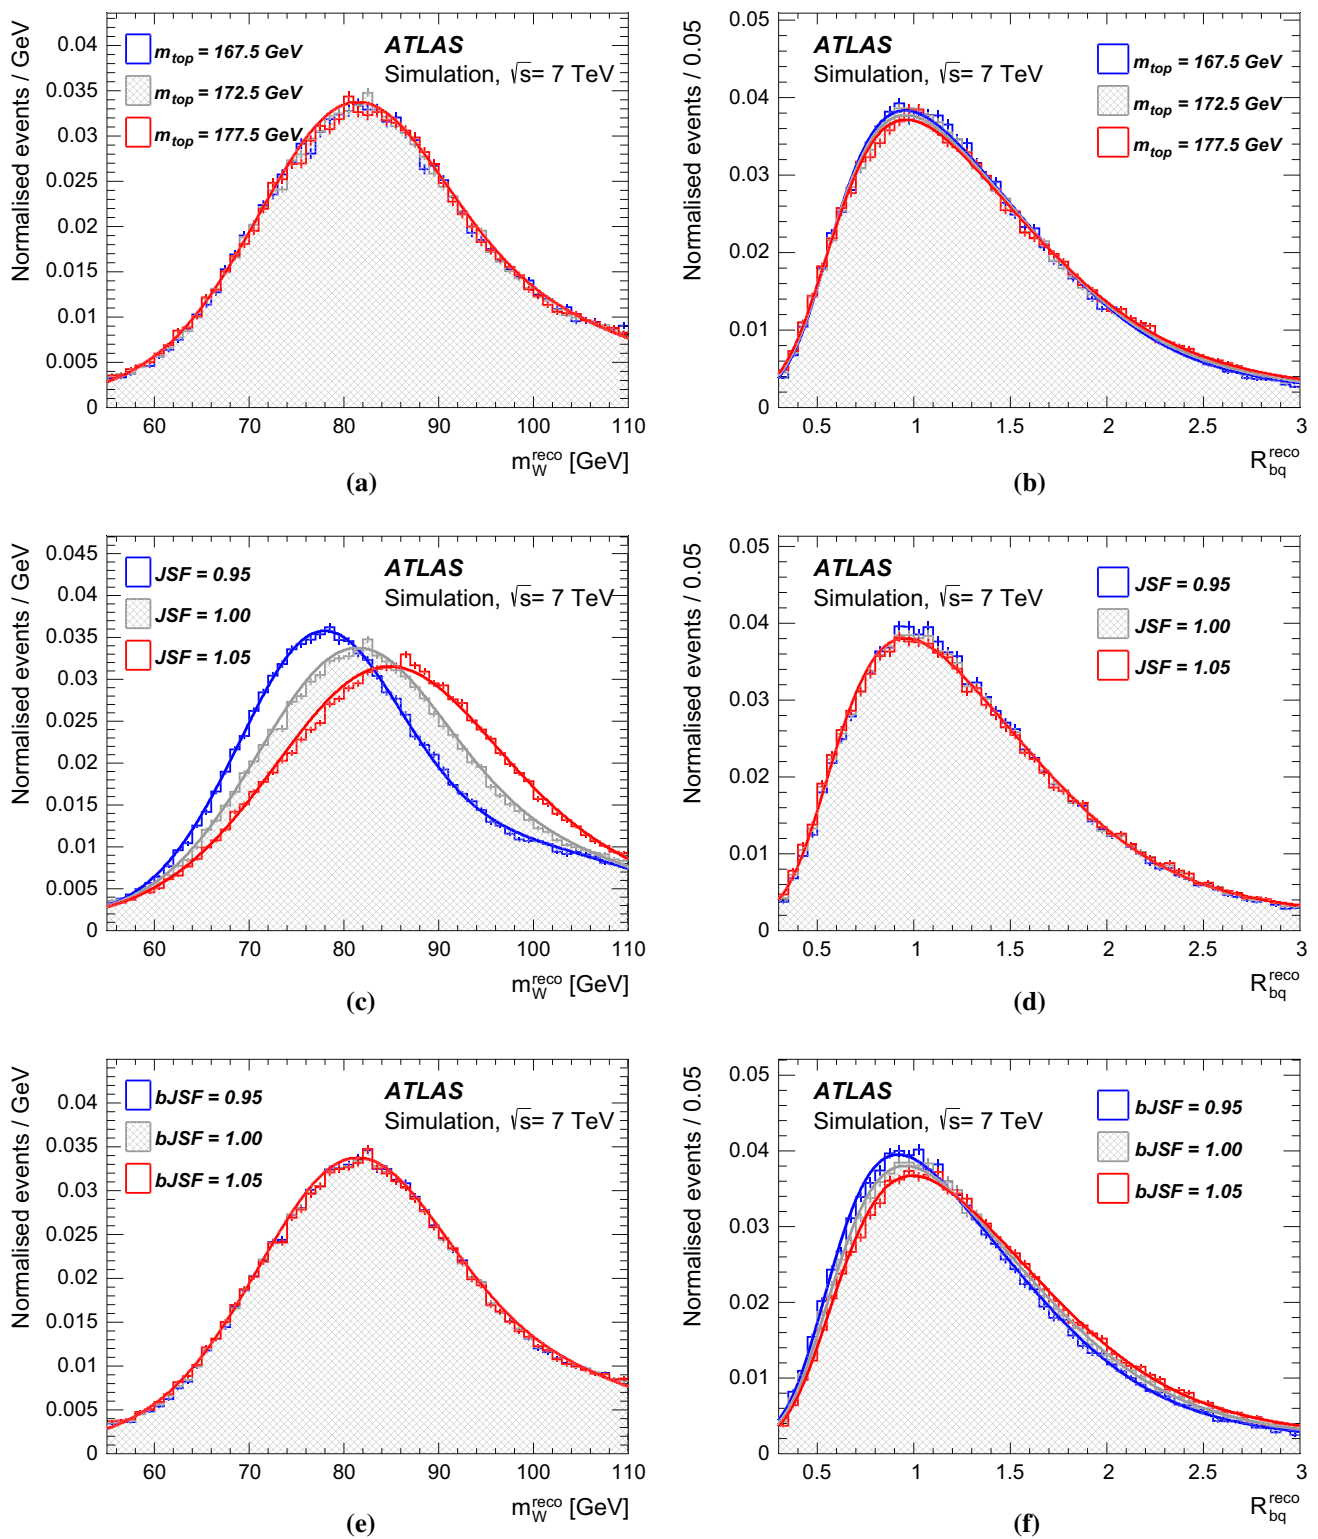 Normalised events / GeV
0.04
0.035
0.03
0.025
0.02
0.015
0.01
0.005
0
m_top = 167.5 GeV
m_top = 172.5 GeV
m_top = 177.5 GeV
ATLAS
Simulation, √s= 7 TeV
60 70 80 90 100 110
m_W^reco [GeV]
(a)
Normalised events / 0.05
0.05
0.04
0.03
0.02
0.01
0
ATLAS
Simulation, √s= 7 TeV
m_top = 167.5 GeV
m_top = 172.5 GeV
m_top = 177.5 GeV
0.5 1 1.5 2 2.5 3
R_bq^reco
(b)
Normalised events / GeV
0.045
0.04
0.035
0.03
0.025
0.02
0.015
0.01
0.005
0
JSF = 0.95
JSF = 1.00
JSF = 1.05
ATLAS
Simulation, √s= 7 TeV
60 70 80 90 100 110
m_W^reco [GeV]
(c)
Normalised events / 0.05
0.05
0.04
0.03
0.02
0.01
0
ATLAS
Simulation, √s= 7 TeV
JSF = 0.95
JSF = 1.00
JSF = 1.05
0.5 1 1.5 2 2.5 3
R_bq^reco
(d)
Normalised events / GeV
0.04
0.035
0.03
0.025
0.02
0.015
0.01
0.005
0
bJSF = 0.95
bJSF = 1.00
bJSF = 1.05
ATLAS
Simulation, √s= 7 TeV
60 70 80 90 100 110
m_W^reco [GeV]
(e)
Normalised events / 0.05
0.05
0.04
0.03
0.02
0.01
0
ATLAS
Simulation, √s= 7 TeV
bJSF = 0.95
bJSF = 1.00
bJSF = 1.05
0.5 1 1.5 2 2.5 3
R_bq^reco
(f)